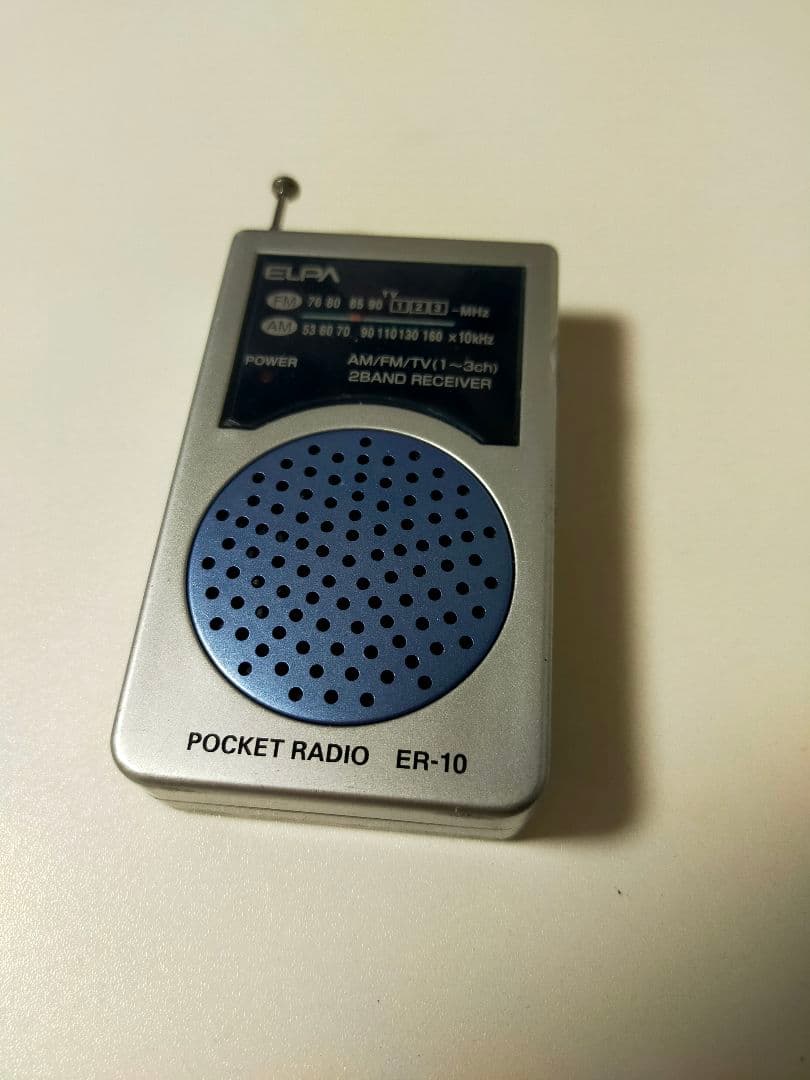 ELPA
TV
FM 76 80 85 90 1 2 3 -MHz
AM 53 60 70 90 110 130 160 ×10kHz
POWER
AM/FM/TV(1~3ch)
2BAND RECEIVER
POCKET RADIO ER-10